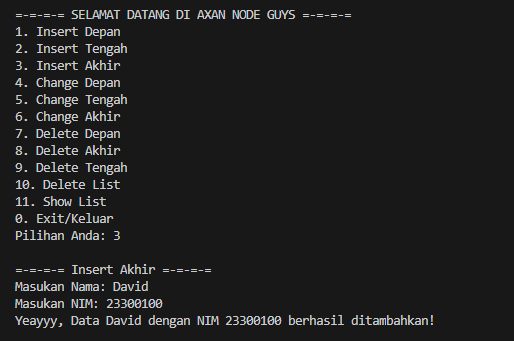 =-=-=-= SELAMAT DATANG DI AXAN NODE GUYS =-=-=-=
1. Insert Depan
2. Insert Tengah
3. Insert Akhir
4. Change Depan
5. Change Tengah
6. Change Akhir
7. Delete Depan
8. Delete Akhir
9. Delete Tengah
10. Delete List
11. Show List
0. Exit/Keluar
Pilihan Anda: 3

=-=-=-= Insert Akhir =-=-=-=
Masukan Nama: David
Masukan NIM: 23300100
Yeayyy, Data David dengan NIM 23300100 berhasil ditambahkan!